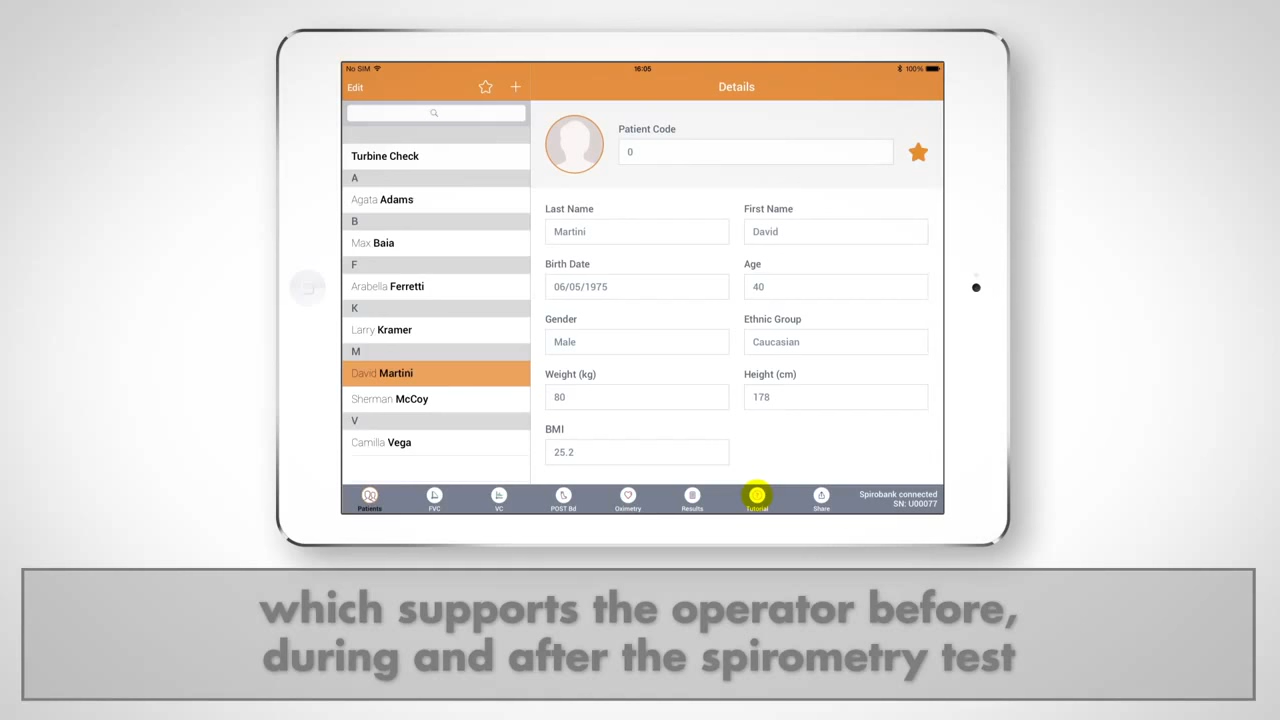 No SIM
16:05
100%
Edit
Details
Turbine Check
A
Agata Adams
B
Max Baia
F
Arabella Ferretti
K
Larry Kramer
M
David Martini
Sherman McCoy
V
Camilla Vega
Patient Code
0
Last Name
First Name
Martini
David
Birth Date
Age
06/05/1975
40
Gender
Ethnic Group
Male
Caucasian
Weight (kg)
Height (cm)
80
178
BMI
25.2
Patients
FVC
VC
POST Bd
Oximetry
Results
Tutorial
Share
Spirobank connected
SN: U00077
which supports the operator before,
during and after the spirometry test